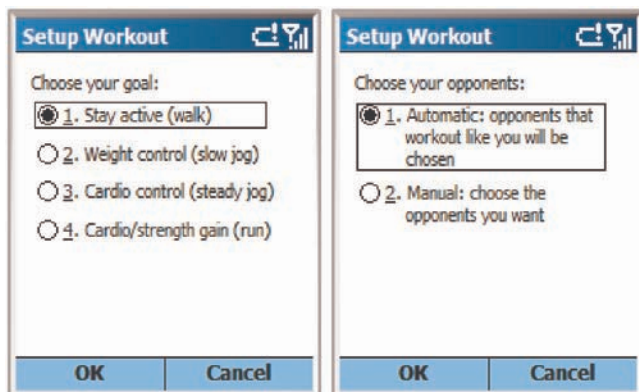 Setup Workout
Choose your goal:
1. Stay active (walk)
2. Weight control (slow jog)
3. Cardio control (steady jog)
4. Cardio/strength gain (run)
OK Cancel
Setup Workout
Choose your opponents:
1. Automatic: opponents that
workout like you will be
chosen
2. Manual: choose the
opponents you want
OK Cancel